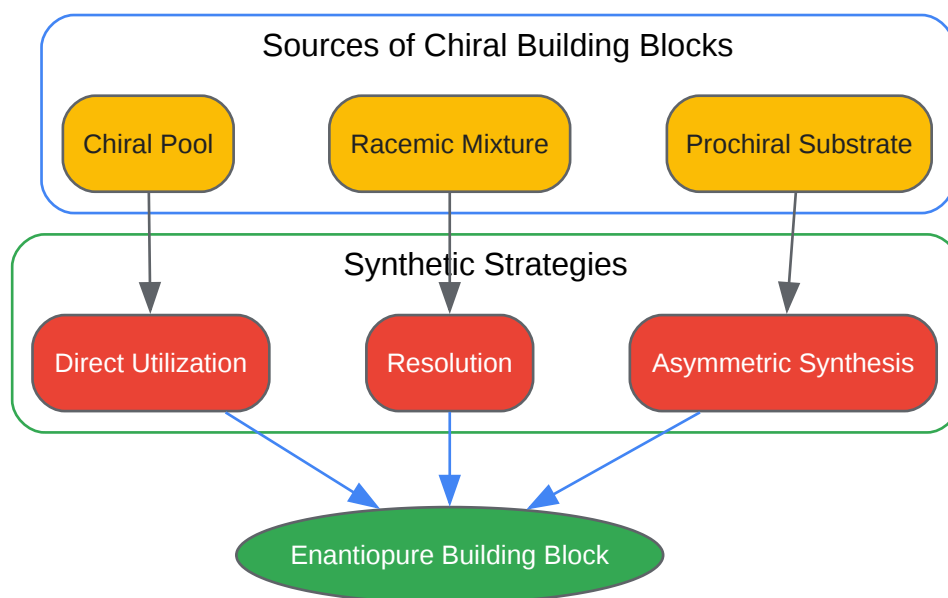 Sources of Chiral Building Blocks
Chiral Pool
Racemic Mixture
Prochiral Substrate
Synthetic Strategies
Direct Utilization
Resolution
Asymmetric Synthesis
Enantiopure Building Block